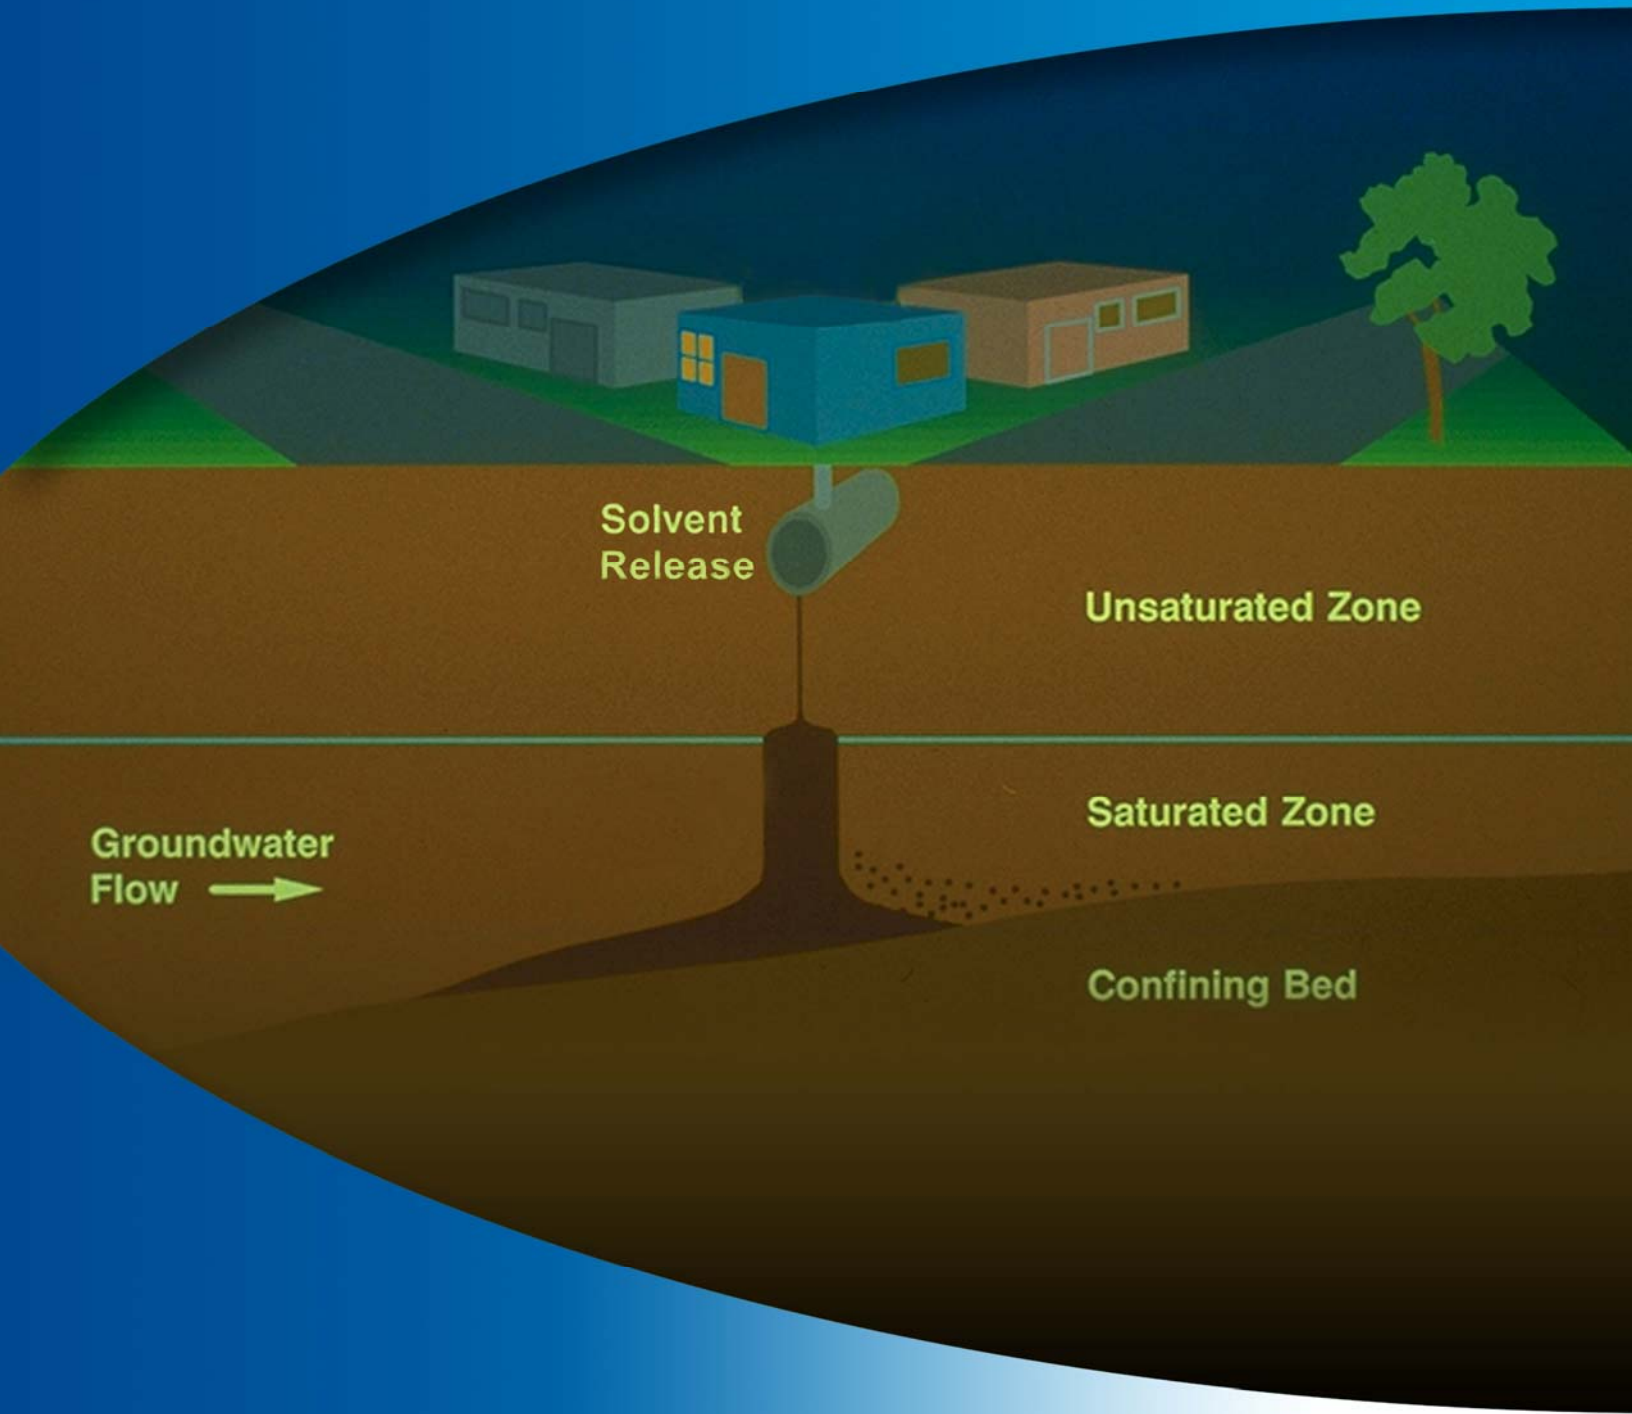 Solvent
Release
Unsaturated Zone
Saturated Zone
Groundwater
Flow
Confining Bed